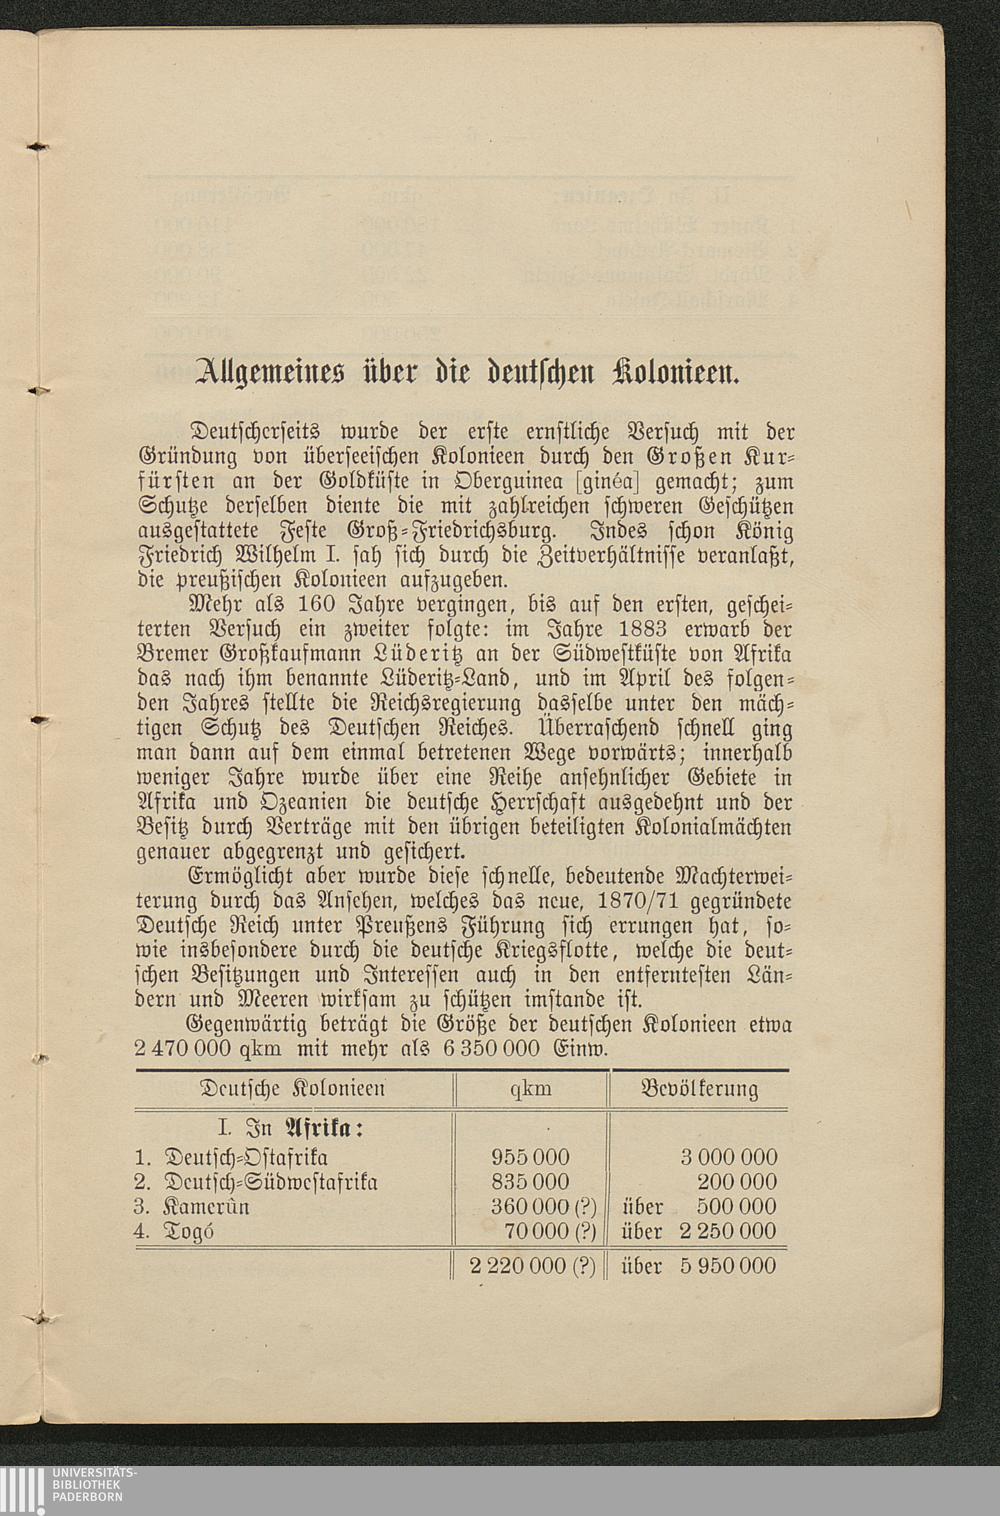 Allgemeines über die deutschen Kolonieen.
Deutscherseits wurde der erste ernstliche Versuch mit der
Gründung von überseeischen Kolonieen durch den Großen Kur-
fürsten an der Goldküste in Oberguinea [ginéa] gemacht; zum
Schutze derselben diente die mit zahlreichen schweren Geschützen
ausgestattete Feste Groß-Friedrichsburg. Indes schon König
Friedrich Wilhelm I. sah sich durch die Zeitverhältnisse veranlaßt,
die preußischen Kolonieen aufzugeben.
Mehr als 160 Jahre vergingen, bis auf den ersten, geschei-
terten Versuch ein zweiter folgte: im Jahre 1883 erwarb der
Bremer Großkaufmann Lüderitz an der Südwestküste von Afrika
das nach ihm benannte Lüderitz-Land, und im April des folgen-
den Jahres stellte die Reichsregierung dasselbe unter den mäch-
tigen Schutz des Deutschen Reiches. Überraschend schnell ging
man dann auf dem einmal betretenen Wege vorwärts; innerhalb
weniger Jahre wurde über eine Reihe ansehnlicher Gebiete in
Afrika und Ozeanien die deutsche Herrschaft ausgedehnt und der
Besitz durch Verträge mit den übrigen beteiligten Kolonialmächten
genauer abgegrenzt und gesichert.
Ermöglicht aber wurde diese schnelle, bedeutende Machterwei-
terung durch das Ansehen, welches das neue, 1870/71 gegründete
Deutsche Reich unter Preußens Führung sich errungen hat, so-
wie insbesondere durch die deutsche Kriegsflotte, welche die deut-
schen Besitzungen und Interessen auch in den entferntesten Län-
dern und Meeren wirksam zu schützen imstande ist.
Gegenwärtig beträgt die Größe der deutschen Kolonieen etwa
2 470 000 qkm mit mehr als 6 350 000 Einw.
Deutsche Kolonieen qkm Bevölkerung
I. In Afrika:
1. Deutsch-Ostafrika 955 000 3 000 000
2. Deutsch-Südwestafrika 835 000 200 000
3. Kamerûn 360 000 (?) über 500 000
4. Togó 70 000 (?) über 2 250 000
2 220 000 (?) über 5 950 000
UNIVERSITÄTS-
BIBLIOTHEK
PADERBORN